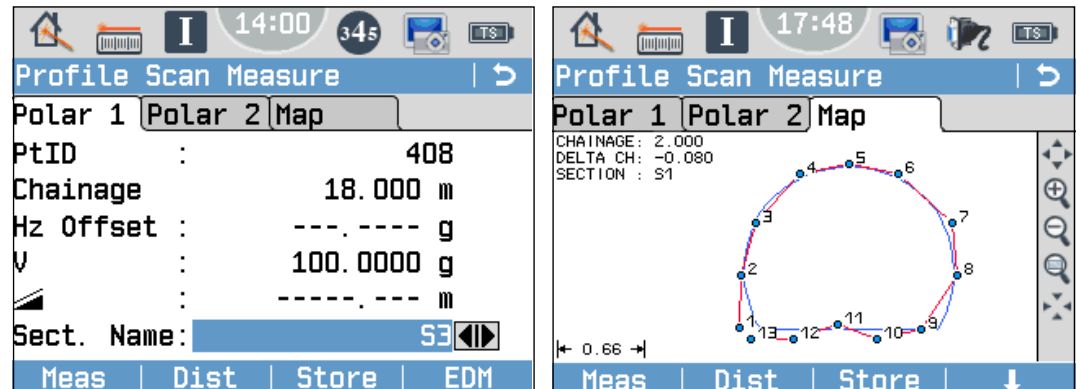 I 14:00 345 TS
Profile Scan Measure
Polar 1 Polar 2 Map
PtID : 408
Chainage 18.000 m
Hz Offset : ---.---- g
V : 100.0000 g
: -----.--- m
Sect. Name: S3
Meas | Dist | Store | EDM
I 17:48 TS
Profile Scan Measure
Polar 1 Polar 2 Map
CHAINAGE: 2.000
DELTA CH: -0.080
SECTION : S1
5
4 6
3 7
2 8
1 13 12 11 10 9
0.66
Meas | Dist | Store |